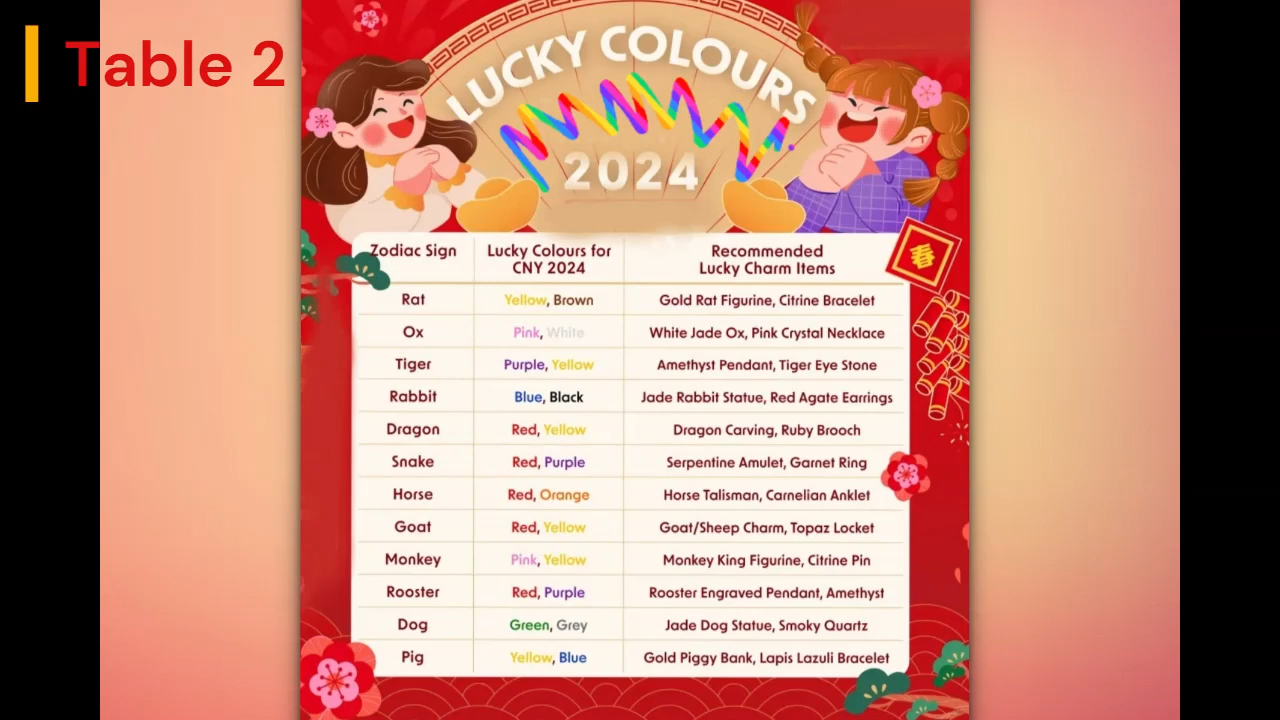 Table 2
LUCKY COLOURS
2024
Zodiac Sign
Lucky Colours for
CNY 2024
Recommended
Lucky Charm Items
春
Rat Yellow, Brown Gold Rat Figurine, Citrine Bracelet
Ox Pink, White White Jade Ox, Pink Crystal Necklace
Tiger Purple, Yellow Amethyst Pendant, Tiger Eye Stone
Rabbit Blue, Black Jade Rabbit Statue, Red Agate Earrings
Dragon Red, Yellow Dragon Carving, Ruby Brooch
Snake Red, Purple Serpentine Amulet, Garnet Ring
Horse Red, Orange Horse Talisman, Carnelian Anklet
Goat Red, Yellow Goat/Sheep Charm, Topaz Locket
Monkey Pink, Yellow Monkey King Figurine, Citrine Pin
Rooster Red, Purple Rooster Engraved Pendant, Amethyst
Dog Green, Grey Jade Dog Statue, Smoky Quartz
Pig Yellow, Blue Gold Piggy Bank, Lapis Lazuli Bracelet